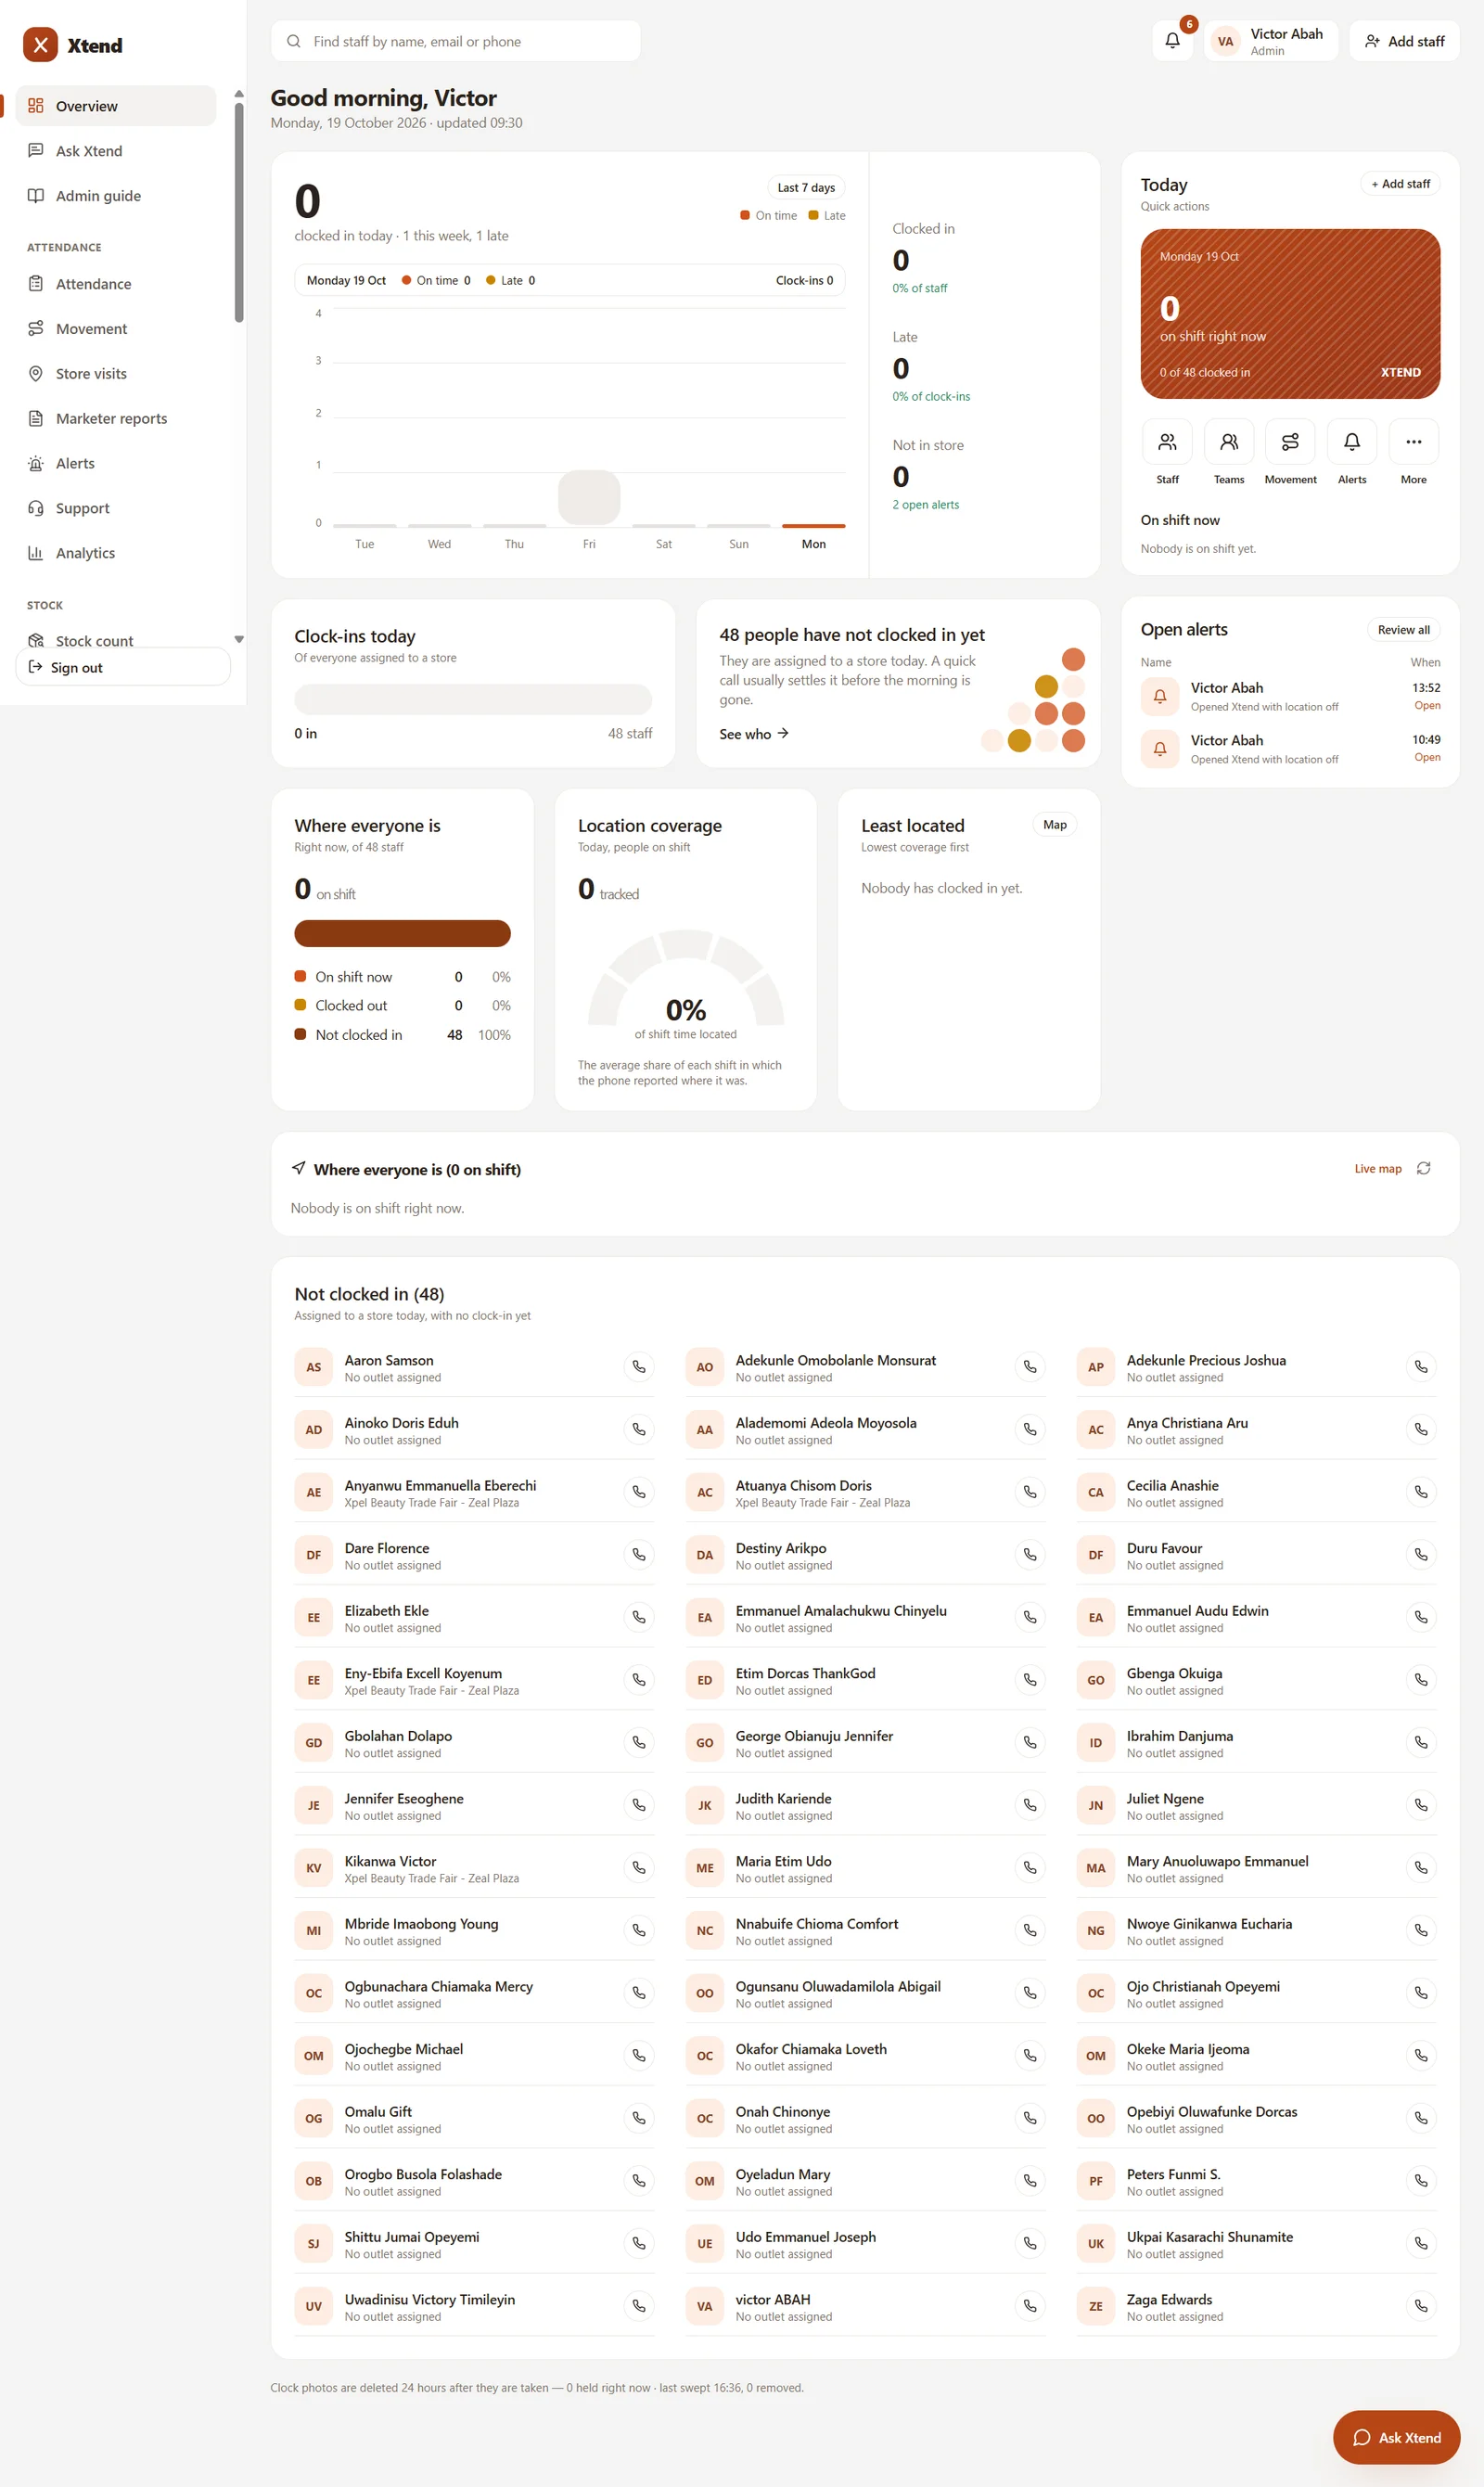 Xtend
Overview
Ask Xtend
Admin guide
ATTENDANCE
Attendance
Movement
Store visits
Marketer reports
Alerts
Support
Analytics
STOCK
Stock count
Sign out
Find staff by name, email or phone
6
VA
Victor Abah
Admin
Add staff
Good morning, Victor
Monday, 19 October 2026 · updated 09:30
0
clocked in today · 1 this week, 1 late
Last 7 days
On time Late
Monday 19 Oct On time 0 Late 0 Clock-ins 0
4
3
2
1
0
Tue Wed Thu Fri Sat Sun Mon
Clocked in
0
0% of staff
Late
0
0% of clock-ins
Not in store
0
2 open alerts
Today
Quick actions
+ Add staff
Monday 19 Oct
0
on shift right now
0 of 48 clocked in XTEND
Staff Teams Movement Alerts More
On shift now
Nobody is on shift yet.
Clock-ins today
Of everyone assigned to a store
0 in 48 staff
48 people have not clocked in yet
They are assigned to a store today. A quick
call usually settles it before the morning is
gone.
See who
Open alerts
Review all
Name When
Victor Abah 13:52
Opened Xtend with location off Open
Victor Abah 10:49
Opened Xtend with location off Open
Where everyone is
Right now, of 48 staff
0 on shift
On shift now 0 0%
Clocked out 0 0%
Not clocked in 48 100%
Location coverage
Today, people on shift
0 tracked
0%
of shift time located
The average share of each shift in which
the phone reported where it was.
Least located
Map
Lowest coverage first
Nobody has clocked in yet.
Where everyone is (0 on shift)
Live map
Nobody is on shift right now.
Not clocked in (48)
Assigned to a store today, with no clock-in yet
AS Aaron Samson
No outlet assigned
AO Adekunle Omobolanle Monsurat
No outlet assigned
AP Adekunle Precious Joshua
No outlet assigned
AD Ainoko Doris Eduh
No outlet assigned
AA Alademomi Adeola Moyosola
No outlet assigned
AC Anya Christiana Aru
No outlet assigned
AE Anyanwu Emmanuella Eberechi
Xpel Beauty Trade Fair - Zeal Plaza
AC Atuanya Chisom Doris
Xpel Beauty Trade Fair - Zeal Plaza
CA Cecilia Anashie
No outlet assigned
DF Dare Florence
No outlet assigned
DA Destiny Arikpo
No outlet assigned
DF Duru Favour
No outlet assigned
EE Elizabeth Ekle
No outlet assigned
EA Emmanuel Amalachukwu Chinyelu
No outlet assigned
EA Emmanuel Audu Edwin
No outlet assigned
EE Eny-Ebifa Excell Koyenum
Xpel Beauty Trade Fair - Zeal Plaza
ED Etim Dorcas ThankGod
No outlet assigned
GO Gbenga Okuiga
No outlet assigned
GD Gbolahan Dolapo
No outlet assigned
GO George Obianuju Jennifer
No outlet assigned
ID Ibrahim Danjuma
No outlet assigned
JE Jennifer Eseoghene
No outlet assigned
JK Judith Kariende
No outlet assigned
JN Juliet Ngene
No outlet assigned
KV Kikanwa Victor
Xpel Beauty Trade Fair - Zeal Plaza
ME Maria Etim Udo
No outlet assigned
MA Mary Anuoluwapo Emmanuel
No outlet assigned
MI Mbride Imaobong Young
No outlet assigned
NC Nnabuife Chioma Comfort
No outlet assigned
NG Nwoye Ginikanwa Eucharia
No outlet assigned
OC Ogbunachara Chiamaka Mercy
No outlet assigned
OO Ogunsanu Oluwadamilola Abigail
No outlet assigned
OC Ojo Christianah Opeyemi
No outlet assigned
OM Ojochegbe Michael
No outlet assigned
OC Okafor Chiamaka Loveth
No outlet assigned
OM Okeke Maria Ijeoma
No outlet assigned
OG Omalu Gift
No outlet assigned
OC Onah Chinonye
No outlet assigned
OO Opebiyi Oluwafunke Dorcas
No outlet assigned
OB Orogbo Busola Folashade
No outlet assigned
OM Oyeladun Mary
No outlet assigned
PF Peters Funmi S.
No outlet assigned
SJ Shittu Jumai Opeyemi
No outlet assigned
UE Udo Emmanuel Joseph
No outlet assigned
UK Ukpai Kasarachi Shunamite
No outlet assigned
UV Uwadinisu Victory Timileyin
No outlet assigned
VA victor ABAH
No outlet assigned
ZE Zaga Edwards
No outlet assigned
Clock photos are deleted 24 hours after they are taken — 0 held right now · last swept 16:36, 0 removed.
Ask Xtend